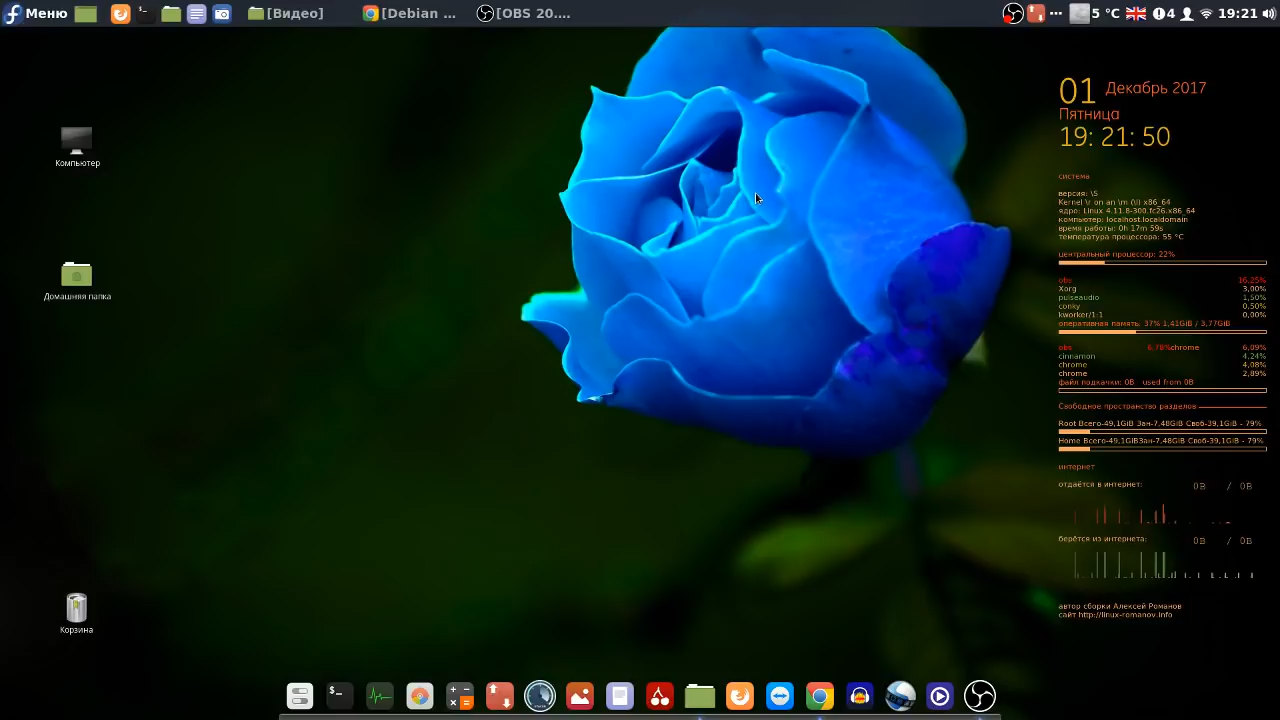 Меню
[Видео]
[Debian ...
[OBS 20....
5 °C
4
19:21
Компьютер
Домашняя папка
Корзина
01 Декабрь 2017
Пятница
19: 21: 50
система
версия: \S
Kernel \r on an \m (\l) x86_64
ядро: Linux 4.11.8-300.fc26.x86_64
компьютер: localhost.localdomain
время работы: 0h 17m 59s
температура процессора: 55 °C
центральный процессор: 22%
obs 16,25%
Xorg 3,00%
pulseaudio 1,50%
conky 0,50%
kworker/1:1 0,00%
оперативная память: 37% 1,41GiB / 3,77GiB
obs 6,78%chrome 6,09%
cinnamon 4,24%
chrome 4,08%
chrome 2,89%
файл подкачки: 0B used from 0B
Свободное пространство разделов
Root Всего-49,1GiB Зан-7,48GiB Своб-39,1GiB - 79%
Home Всего-49,1GiBЗан-7,48GiB Своб-39,1GiB - 79%
интернет
отдаётся в интернет: 0B / 0B
берётся из интернета: 0B / 0B
автор сборки Алексей Романов
сайт http://linux-romanov.info